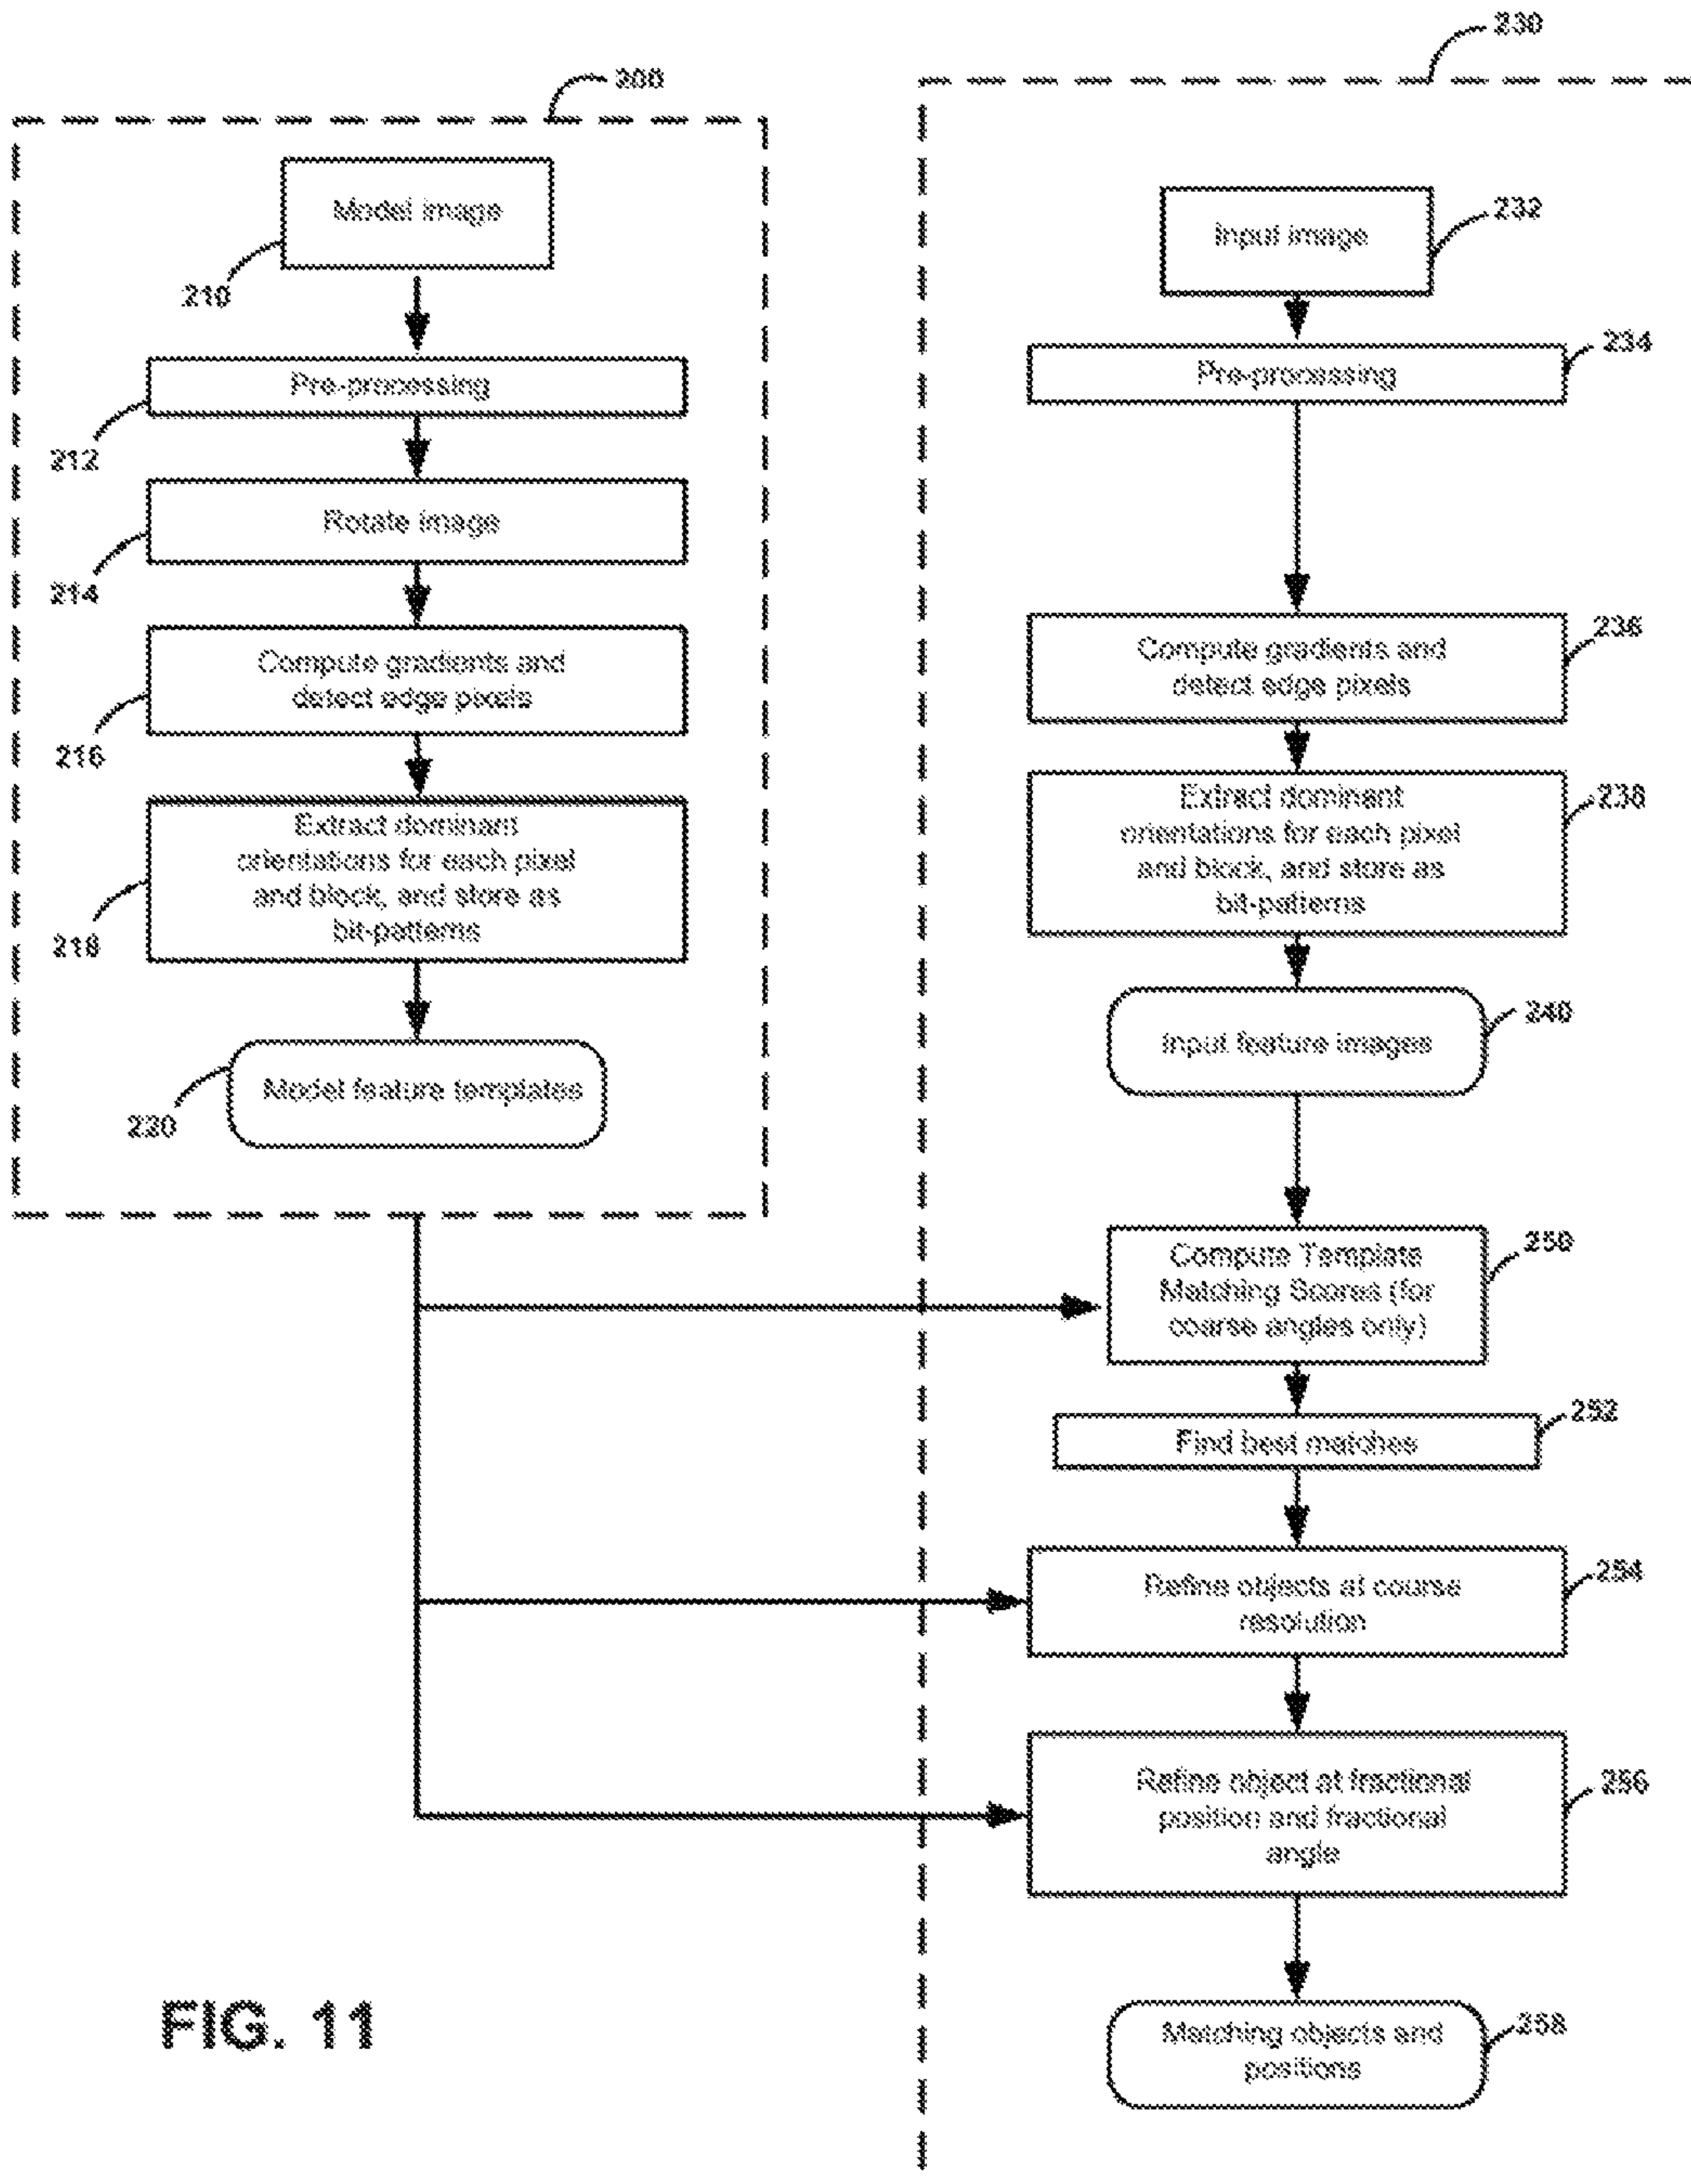 200
Model image
210
Pre-processing
212
Rotate image
214
Compute gradients and
detect edge pixels
216
Extract dominant
orientations for each pixel
and block, and store as
bit-patterns
218
Model feature templates
220
230
Input image
232
Pre-processing
234
Compute gradients and
detect edge pixels
236
Extract dominant
orientations for each pixel
and block, and store as
bit-patterns
238
Input feature images
240
Compute Template
Matching Scores (for
coarse angles only)
250
Find best matches
252
Refine objects at course
resolution
254
Refine object at fractional
position and fractional
angle
256
Matching objects and
positions
258
FIG. 11